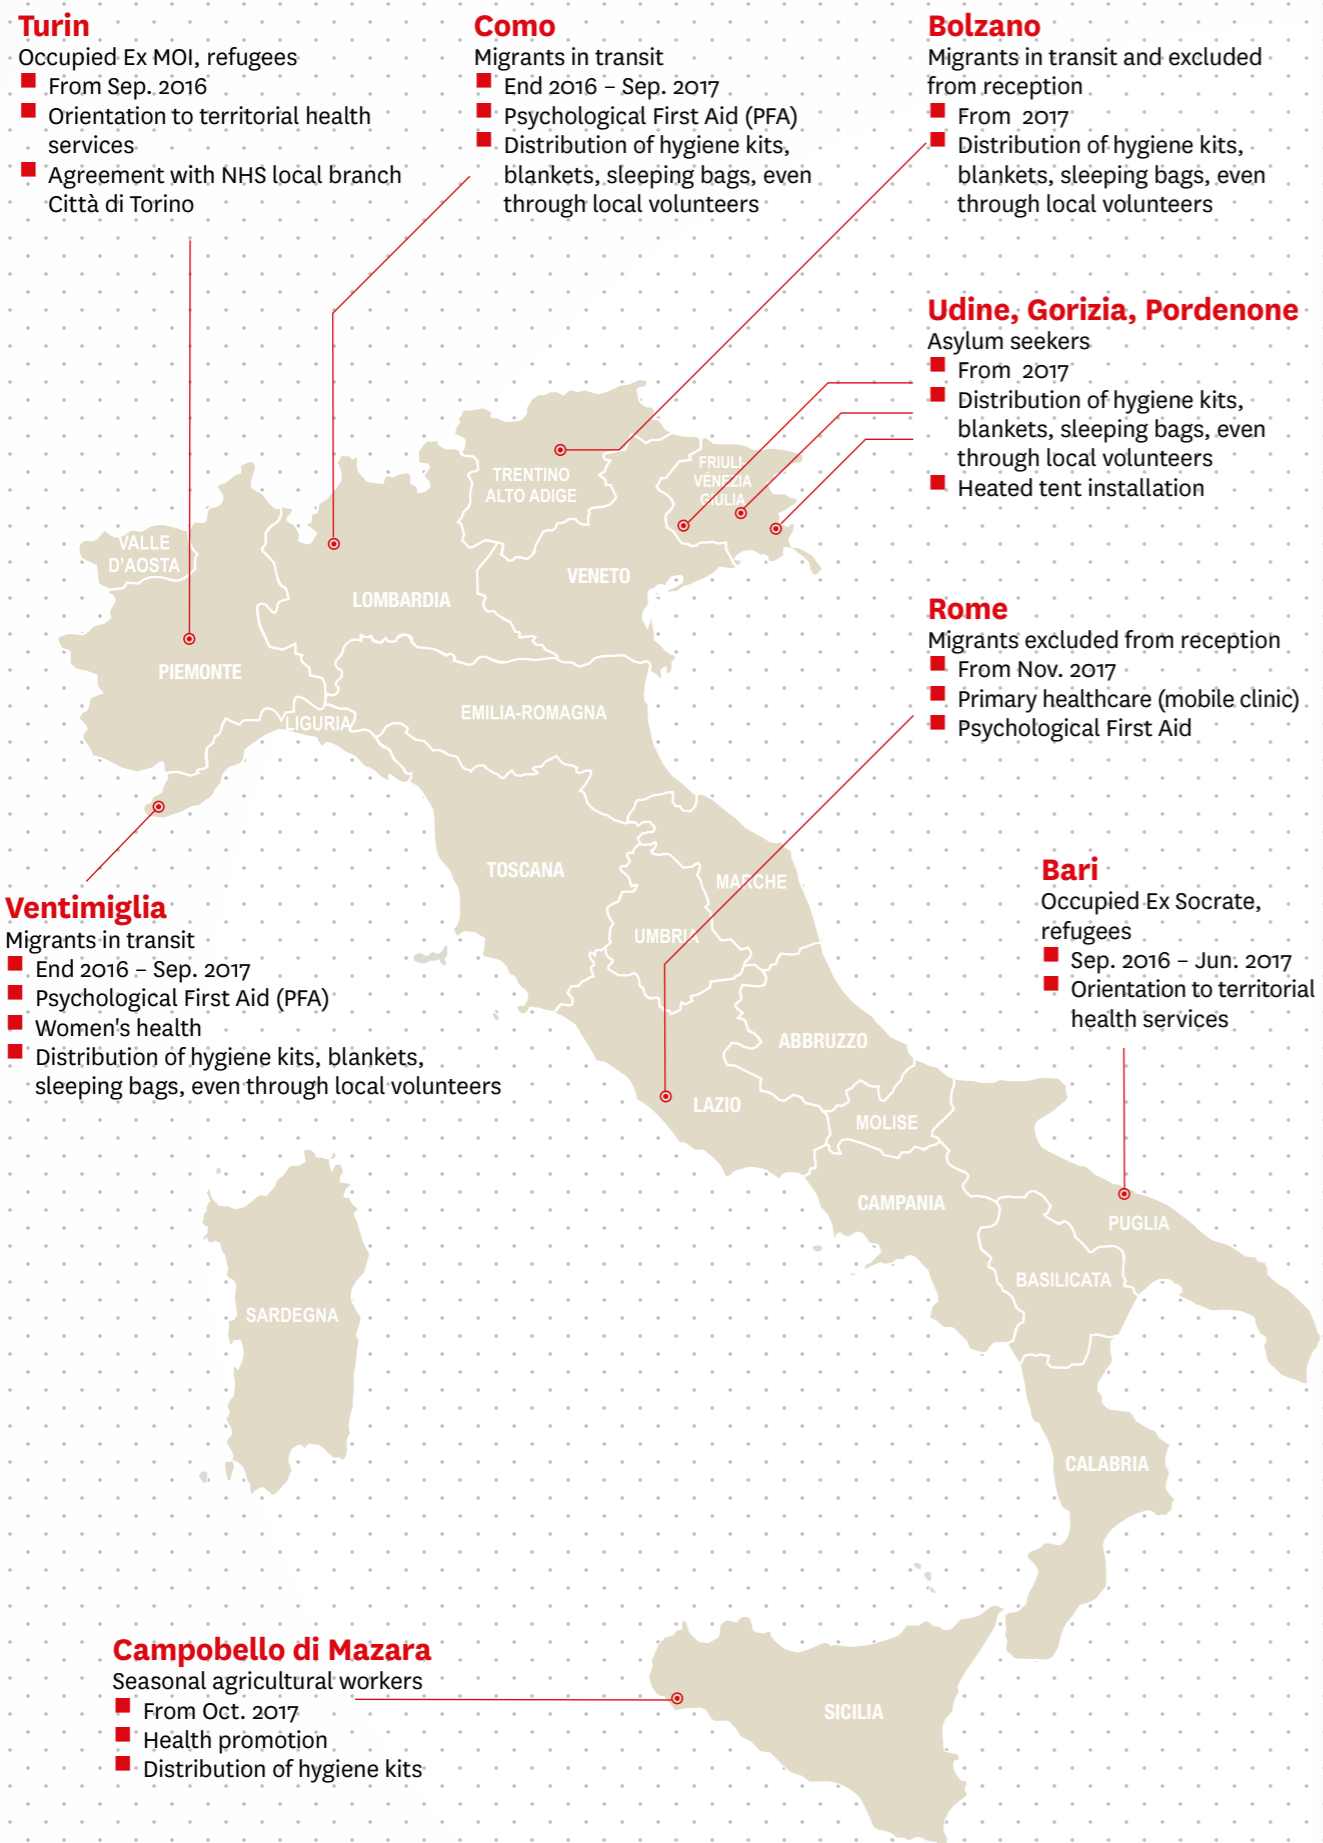 Turin
Occupied Ex MOI, refugees
From Sep. 2016
Orientation to territorial health
services
Agreement with NHS local branch
Città di Torino
Como
Migrants in transit
End 2016 – Sep. 2017
Psychological First Aid (PFA)
Distribution of hygiene kits,
blankets, sleeping bags, even
through local volunteers
Bolzano
Migrants in transit and excluded
from reception
From 2017
Distribution of hygiene kits,
blankets, sleeping bags, even
through local volunteers
Udine, Gorizia, Pordenone
Asylum seekers
From 2017
Distribution of hygiene kits,
blankets, sleeping bags, even
through local volunteers
Heated tent installation
TRENTINO
ALTO ADIGE
FRIULI
VENEZIA
GIULIA
VALLE
D'AOSTA
VENETO
LOMBARDIA
PIEMONTE
LIGURIA
EMILIA-ROMAGNA
Rome
Migrants excluded from reception
From Nov. 2017
Primary healthcare (mobile clinic)
Psychological First Aid
TOSCANA
MARCHE
UMBRIA
Ventimiglia
Migrants in transit
End 2016 – Sep. 2017
Psychological First Aid (PFA)
Women's health
Distribution of hygiene kits, blankets,
sleeping bags, even through local volunteers
Bari
Occupied Ex Socrate,
refugees
Sep. 2016 – Jun. 2017
Orientation to territorial
health services
ABBRUZZO
LAZIO
MOLISE
CAMPANIA
PUGLIA
BASILICATA
SARDEGNA
CALABRIA
Campobello di Mazara
Seasonal agricultural workers
From Oct. 2017
Health promotion
Distribution of hygiene kits
SICILIA